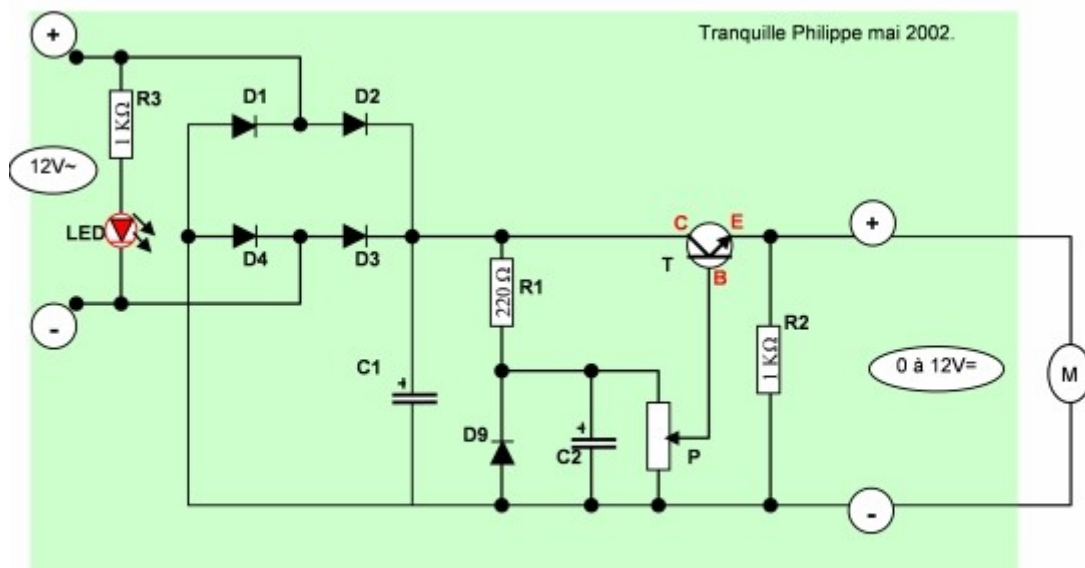 +
Tranquille Philippe mai 2002.
R3
1 KΩ
D1
D2
12V~
LED
D4
D3
C
E
T
B
+
R1
220 Ω
R2
1 KΩ
C1
+
0 à 12V=
M
D9
+
C2
P
-
-